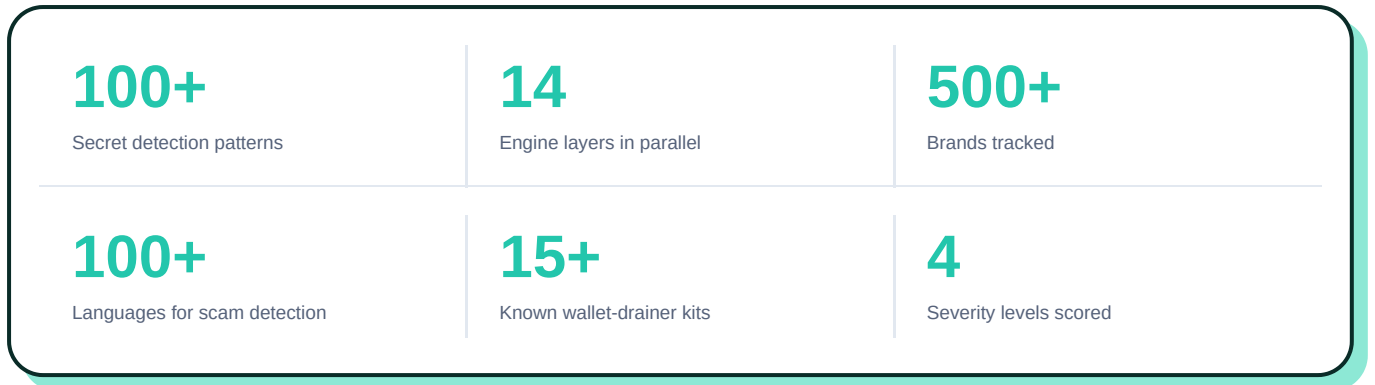 100+
14
500+
Secret detection patterns
Engine layers in parallel
Brands tracked
100+
15+
4
Languages for scam detection
Known wallet-drainer kits
Severity levels scored